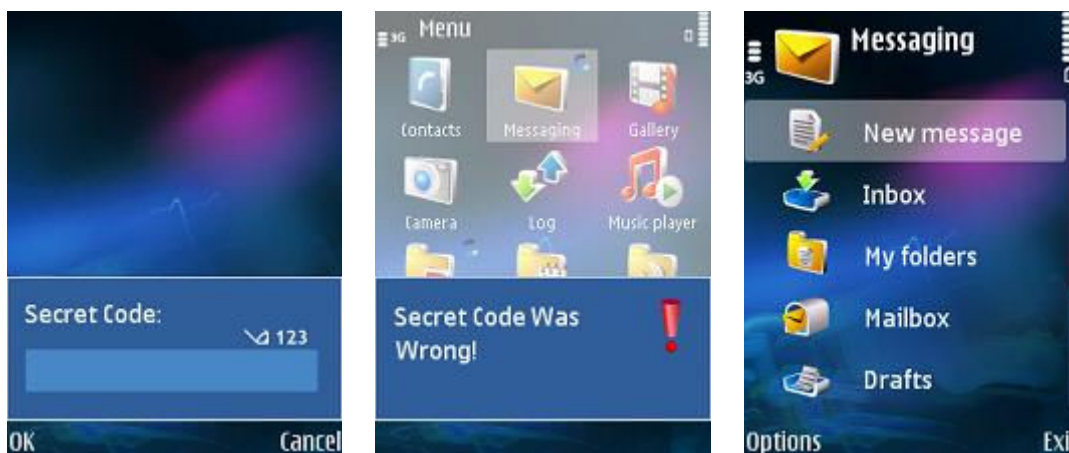 Secret Code:
123
OK Cancel
3G Menu
Contacts Messaging Gallery
Camera Log Music player
Secret Code Was
Wrong!
Messaging
3G
New message
Inbox
My folders
Mailbox
Drafts
Options Exi